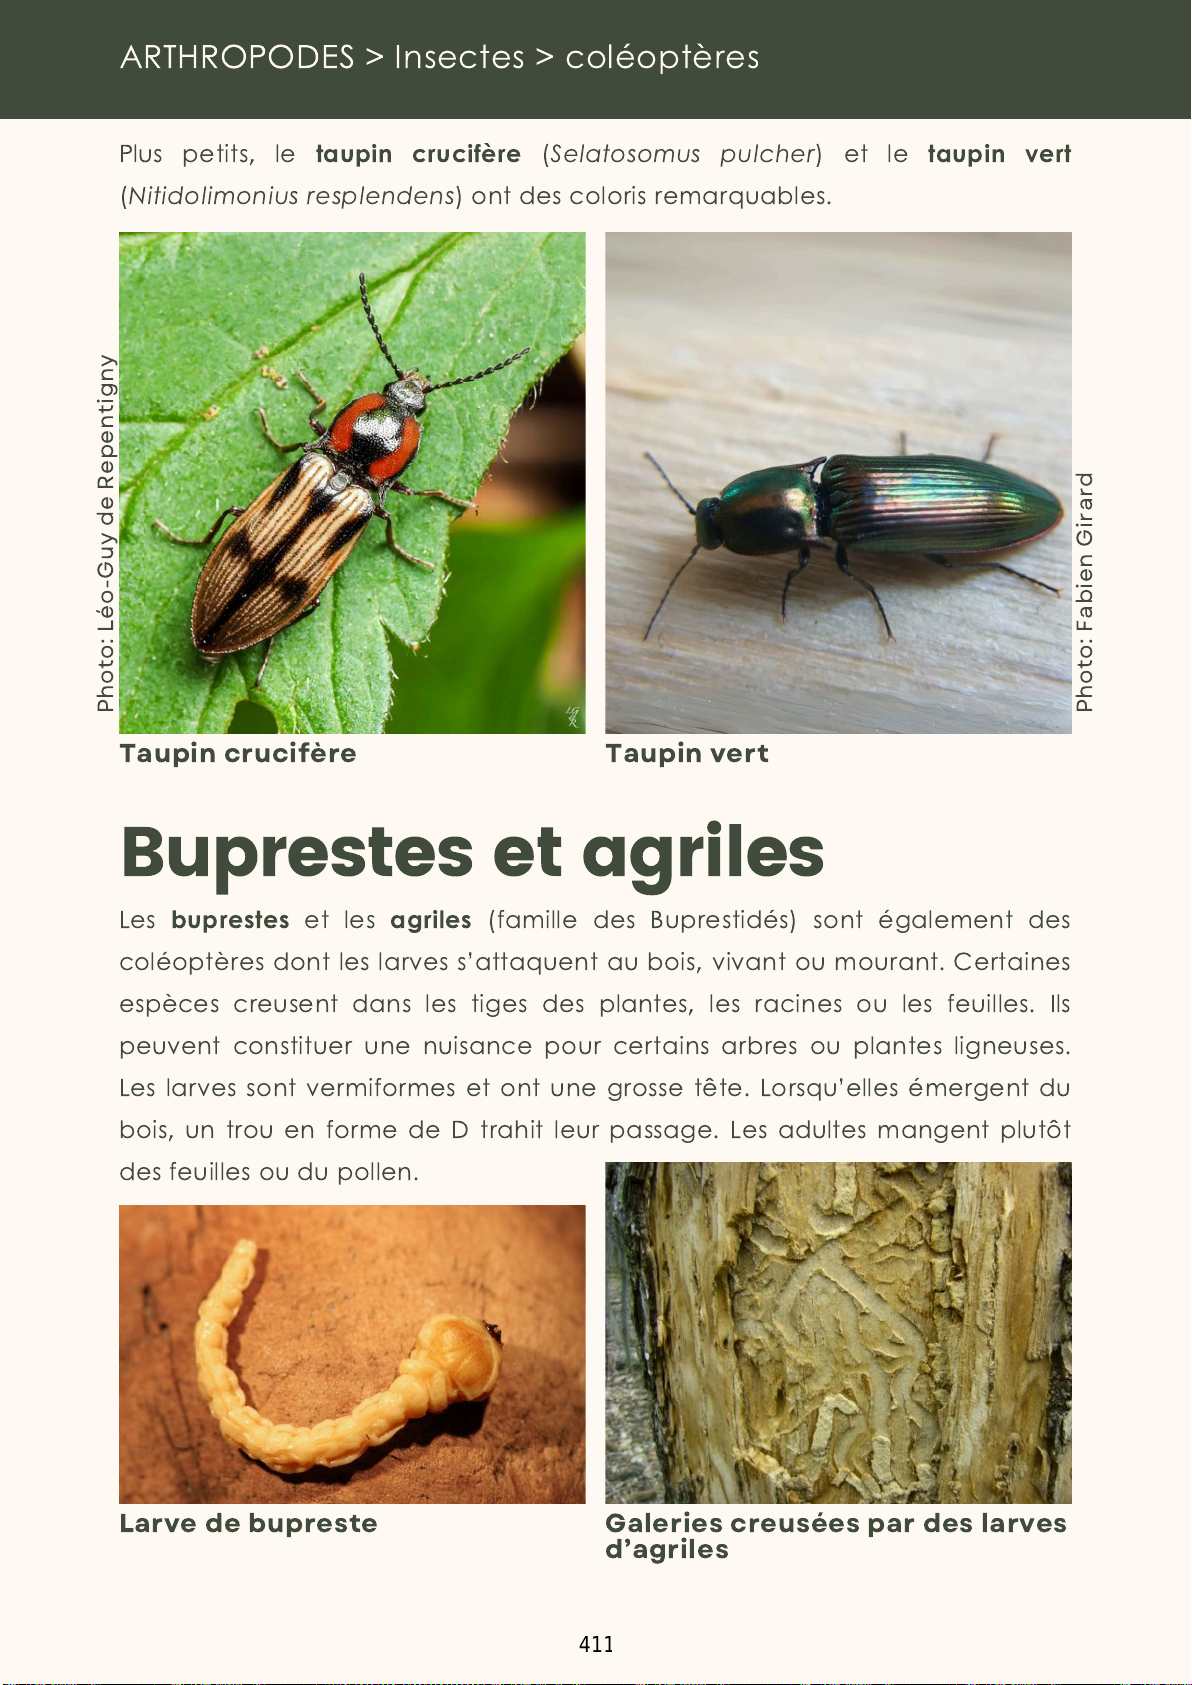 ARTHROPODES > Insectes > coléoptères
Plus petits, le taupin crucifère (Selatosomus pulcher) et le taupin vert
(Nitidolimonius resplendens) ont des coloris remarquables.
Photo: Léo-Guy de Repentigny
Photo: Fabien Girard
Taupin crucifère
Taupin vert
Buprestes et agriles
Les buprestes et les agriles (famille des Buprestidés) sont également des
coléoptères dont les larves s’attaquent au bois, vivant ou mourant. Certaines
espèces creusent dans les tiges des plantes, les racines ou les feuilles. Ils
peuvent constituer une nuisance pour certains arbres ou plantes ligneuses.
Les larves sont vermiformes et ont une grosse tête. Lorsqu’elles émergent du
bois, un trou en forme de D trahit leur passage. Les adultes mangent plutôt
des feuilles ou du pollen.
Larve de bupreste
Galeries creusées par des larves
d’agriles
411